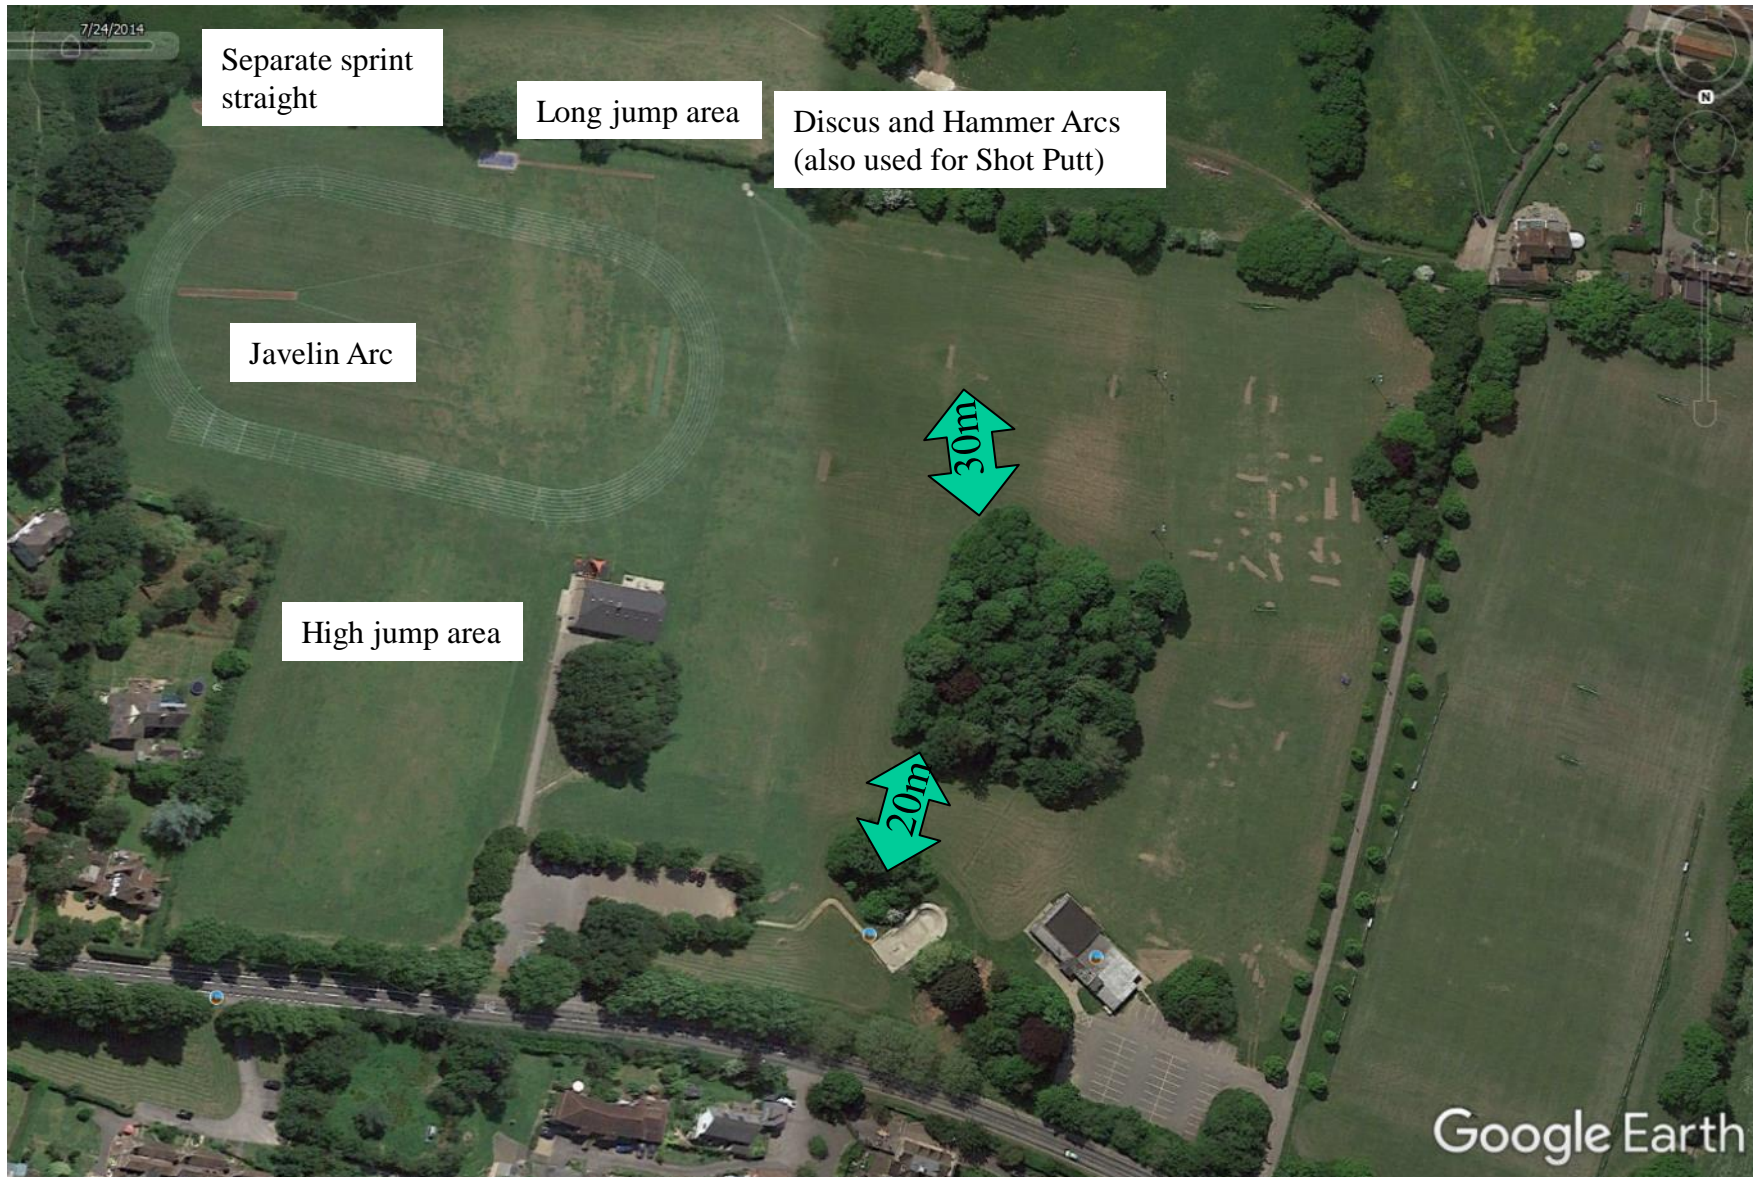 7/24/2014
Separate sprint
straight
Long jump area
Discus and Hammer Arcs
(also used for Shot Putt)
N
Javelin Arc
30m
High jump area
20m
Google Earth